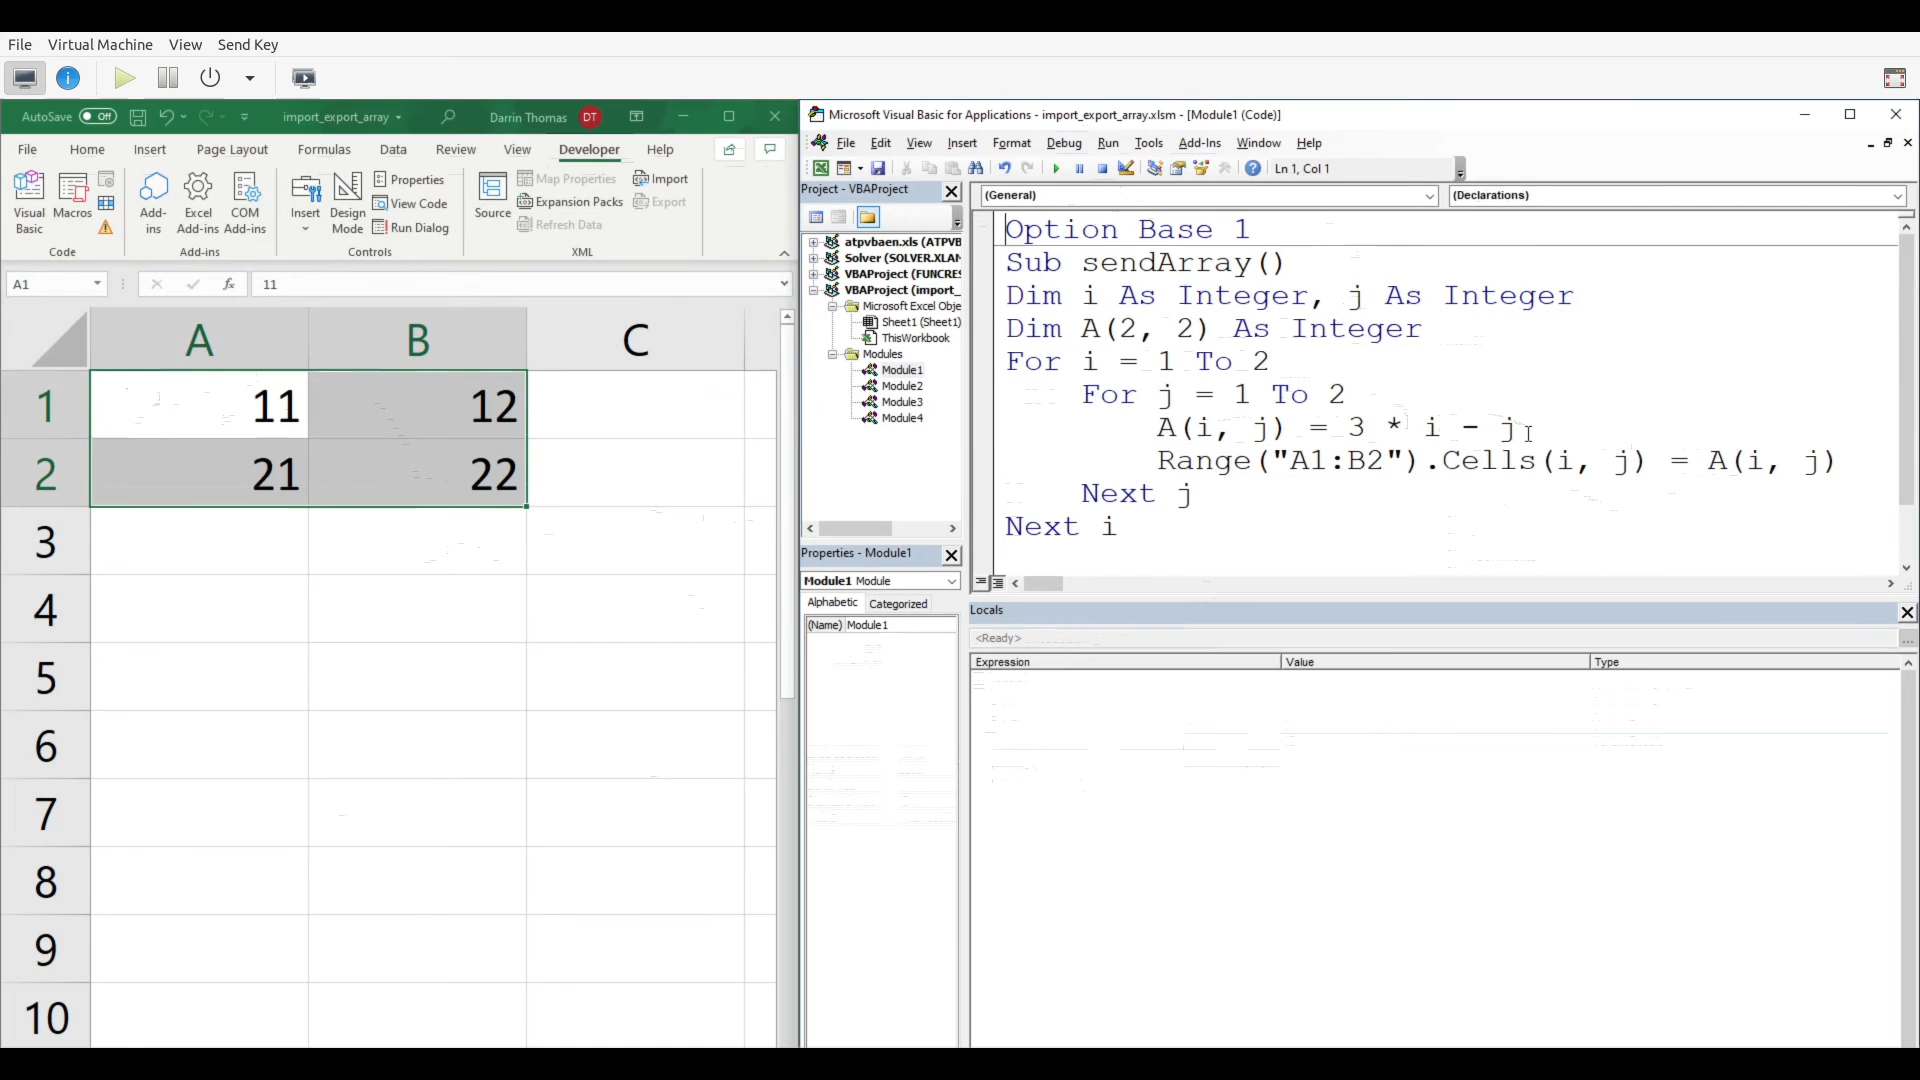 File Virtual Machine View Send Key
AutoSave Off import_export_array Darrin Thomas DT
File Home Insert Page Layout Formulas Data Review View Developer Help
Visual Basic
Macros
Code
Add-ins
Excel Add-ins
COM Add-ins
Add-ins
Insert
Design Mode
Properties
View Code
Run Dialog
Controls
Source
Map Properties
Expansion Packs
Refresh Data
Import
Export
XML
A1 fx 11
A B C
1 11 12
2 21 22
3
4
5
6
7
8
9
10
Microsoft Visual Basic for Applications - import_export_array.xlsm - [Module1 (Code)]
File Edit View Insert Format Debug Run Tools Add-Ins Window Help
Ln 1, Col 1
Project - VBAProject
atpvbaen.xls (ATPVB
Solver (SOLVER.XLAM
VBAProject (FUNCRES
VBAProject (import_
Microsoft Excel Obje
Sheet1 (Sheet1)
ThisWorkbook
Modules
Module1
Module2
Module3
Module4
Properties - Module1
Module1 Module
Alphabetic Categorized
(Name) Module1
(General) (Declarations)
Option Base 1
Sub sendArray()
Dim i As Integer, j As Integer
Dim A(2, 2) As Integer
For i = 1 To 2
For j = 1 To 2
A(i, j) = 3 * i - j
Range("A1:B2").Cells(i, j) = A(i, j)
Next j
Next i
Locals
<Ready>
Expression Value Type